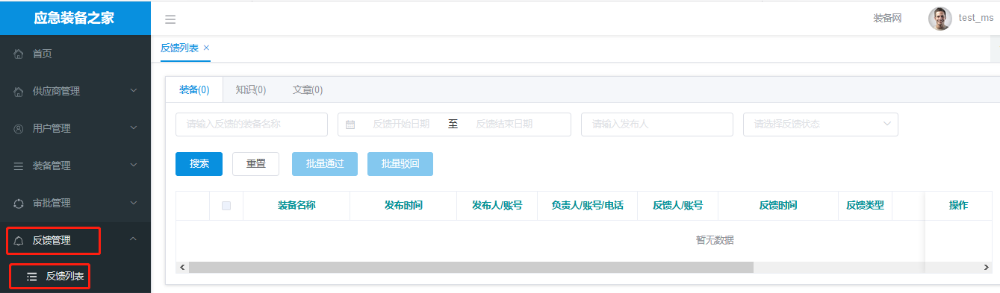 应急装备之家
装备网
test_ms
首页
供应商管理
用户管理
装备管理
审批管理
反馈管理
反馈列表
反馈列表 ×
装备(0) 知识(0) 文章(0)
请输入反馈的装备名称 反馈开始日期 至 反馈结束日期 请输入发布人 请选择反馈状态
搜索 重置 批量通过 批量驳回
装备名称 发布时间 发布人/账号 负责人/账号/电话 反馈人/账号 反馈时间 反馈类型 操作
暂无数据